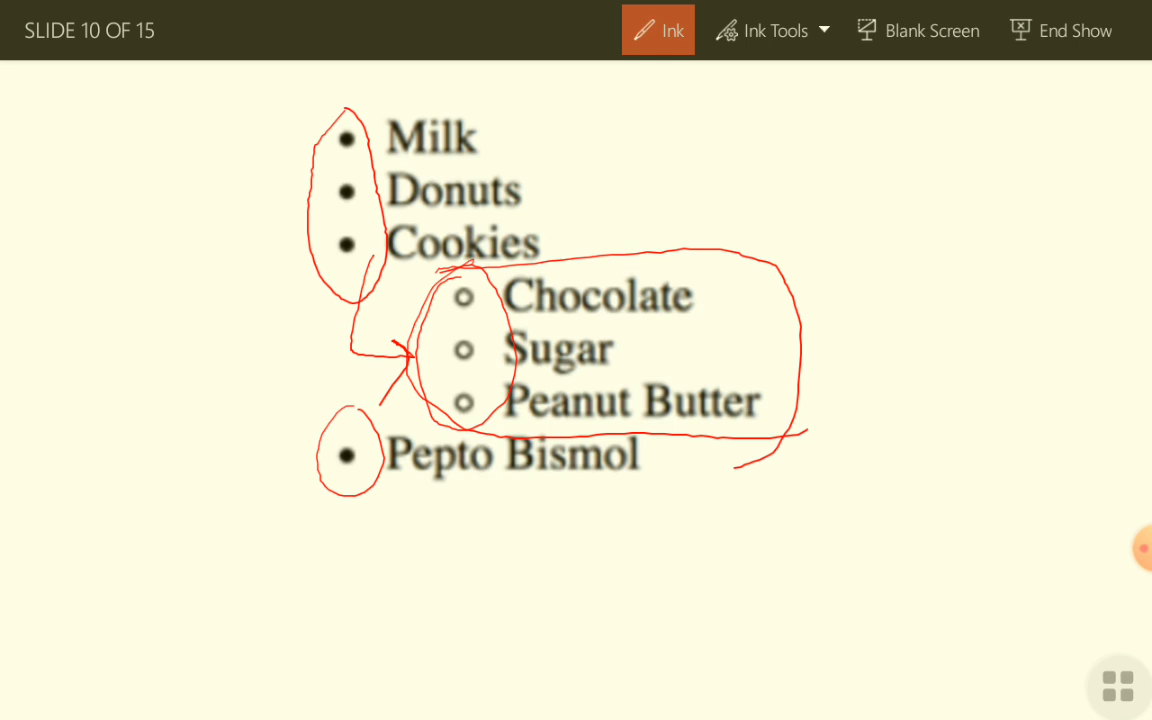 SLIDE 10 OF 15
Ink
Ink Tools
Blank Screen
End Show
• Milk
• Donuts
• Cookies
○ Chocolate
○ Sugar
○ Peanut Butter
• Pepto Bismol